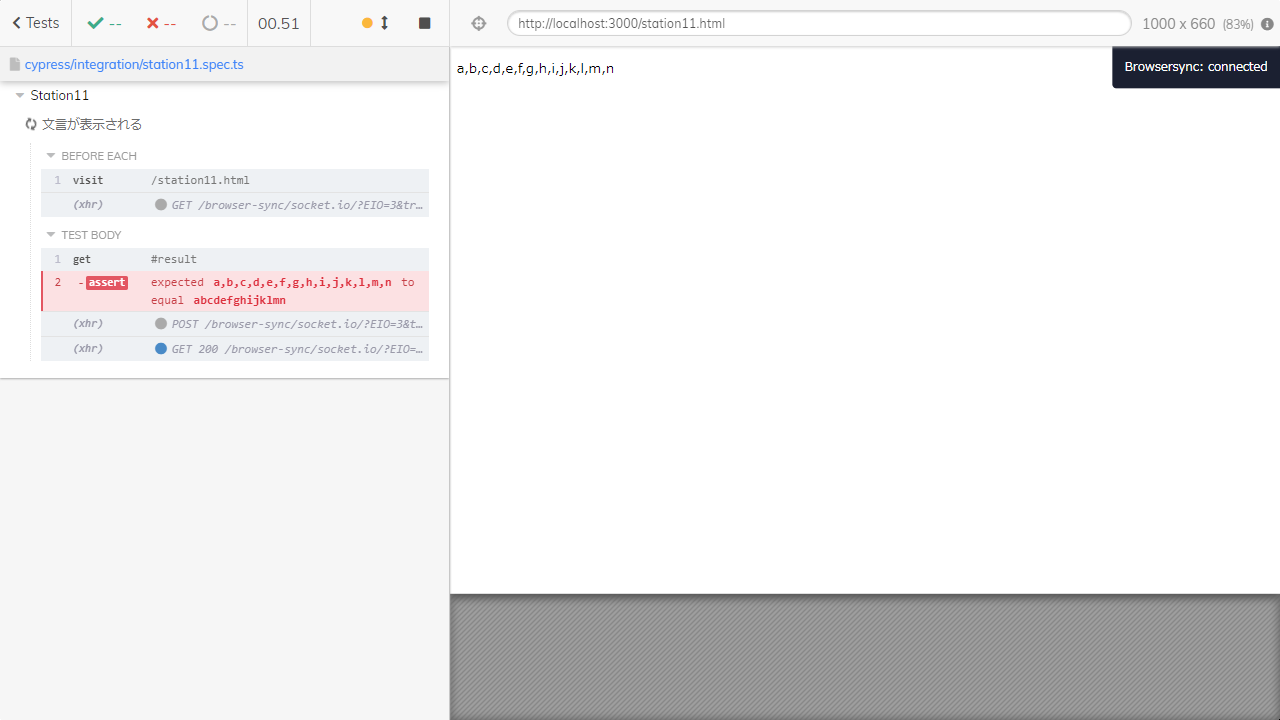 Tests
--
--
--
00.51
http://localhost:3000/station11.html
1000 x 660 (83%)
cypress/integration/station11.spec.ts
Station11
文言が表示される
BEFORE EACH
1 visit /station11.html
(xhr) GET /browser-sync/socket.io/?EIO=3&tr…
TEST BODY
1 get #result
2 -assert expected a,b,c,d,e,f,g,h,i,j,k,l,m,n to
equal abcdefghijklmn
(xhr) POST /browser-sync/socket.io/?EIO=3&t…
(xhr) GET 200 /browser-sync/socket.io/?EIO=…
a,b,c,d,e,f,g,h,i,j,k,l,m,n
Browsersync: connected